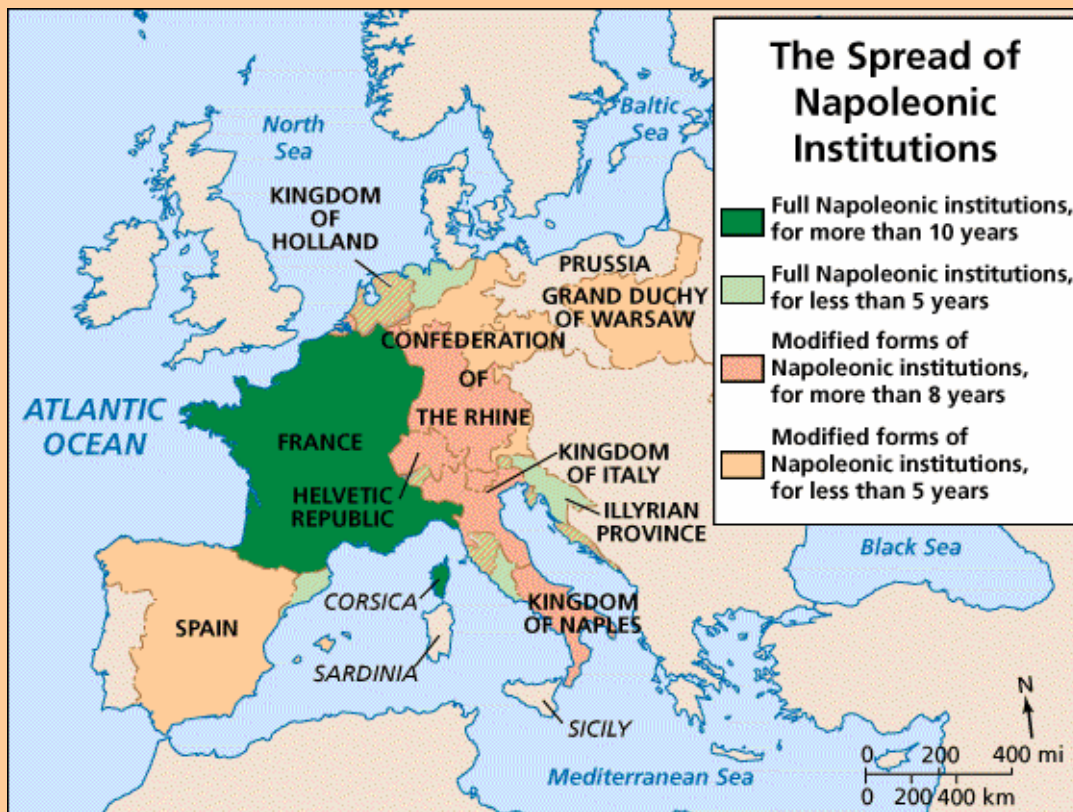 The Spread of
Napoleonic
Institutions
Full Napoleonic institutions,
for more than 10 years
Full Napoleonic institutions,
for less than 5 years
Modified forms of
Napoleonic institutions,
for more than 8 years
Modified forms of
Napoleonic institutions,
for less than 5 years
North
Sea
Baltic
Sea
KINGDOM
OF
HOLLAND
PRUSSIA
GRAND DUCHY
OF WARSAW
CONFEDERATION
OF
THE RHINE
ATLANTIC
OCEAN
FRANCE
KINGDOM
OF ITALY
HELVETIC
REPUBLIC
ILLYRIAN
PROVINCE
Black Sea
CORSICA
KINGDOM
OF NAPLES
SPAIN
SARDINIA
SICILY
Mediterranean Sea
N
0 200 400 mi
0 200 400 km